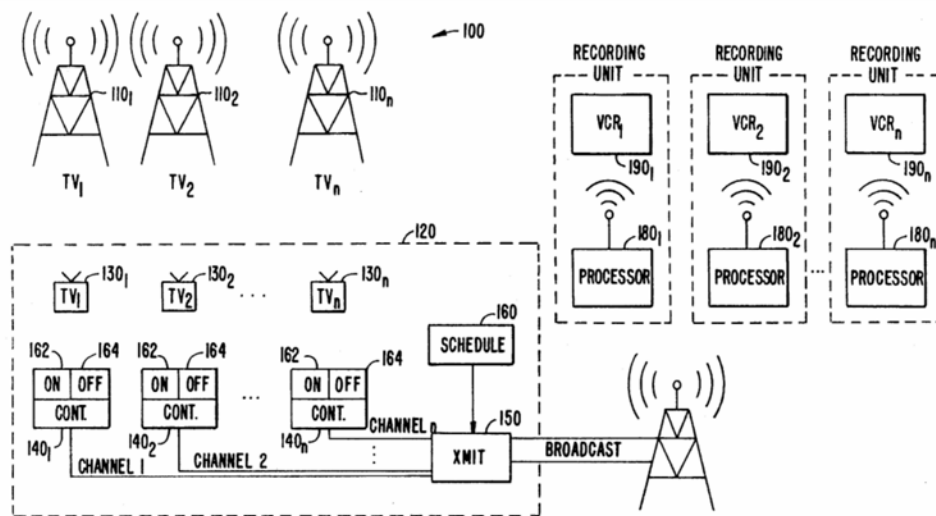 100
110₁
110₂
110ₙ
TV₁
TV₂
TVₙ
RECORDING UNIT
RECORDING UNIT
RECORDING UNIT
VCR₁
VCR₂
VCRₙ
190₁
190₂
190ₙ
180₁
180₂
180ₙ
PROCESSOR
PROCESSOR
...
PROCESSOR
120
TV₁
130₁
TV₂
130₂
...
TVₙ
130ₙ
160
SCHEDULE
162
164
162
164
162
164
ON
OFF
ON
OFF
...
ON
OFF
CONT.
CONT.
CONT.
140₁
140₂
140ₙ
CHANNEL n
150
XMIT
CHANNEL 1
CHANNEL 2
BROADCAST